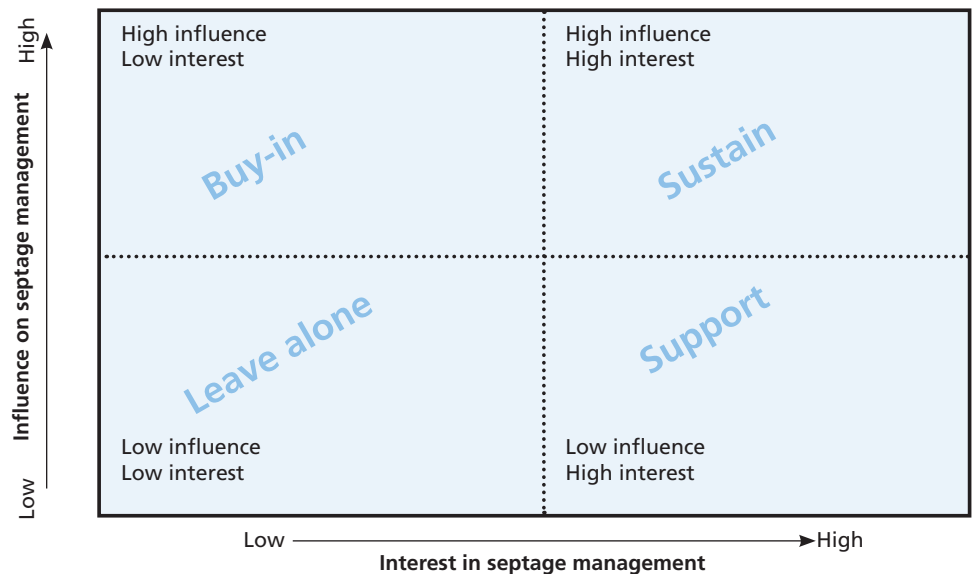 High
Influence on septage management
Low
High influence
Low interest
Buy-in
High influence
High interest
Sustain
Leave alone
Low influence
Low interest
Support
Low influence
High interest
Low
High
Interest in septage management